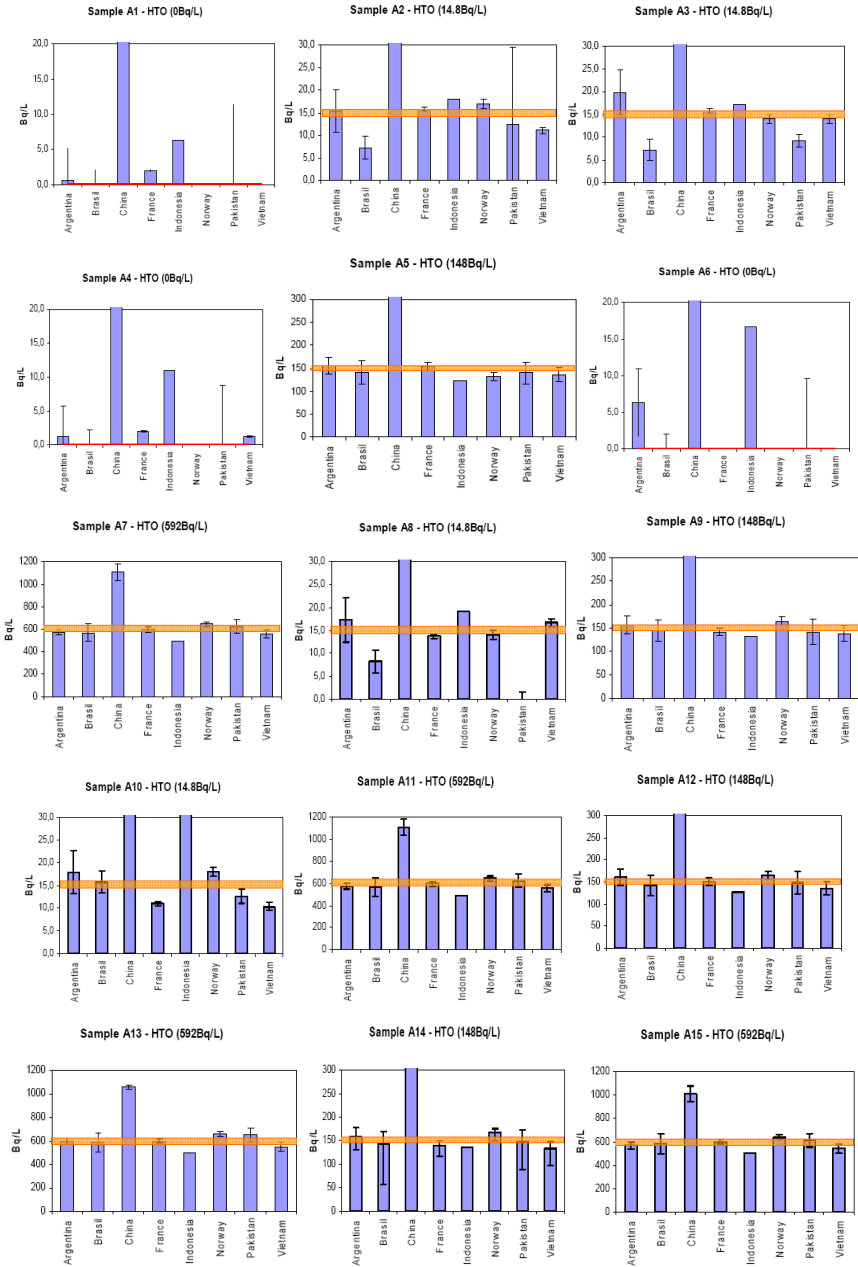 Sample A1 - HTO (0Bq/L)
20,0
15,0
10,0
5,0
0,0
Bq/L
Argentina
Brasil
China
France
Indonesia
Norway
Pakistan
Vietnam
Sample A2 - HTO (14.8Bq/L)
30,0
25,0
20,0
15,0
10,0
5,0
0,0
Bq/L
Argentina
Brasil
China
France
Indonesia
Norway
Pakistan
Vietnam
Sample A3 - HTO (14.8Bq/L)
30,0
25,0
20,0
15,0
10,0
5,0
0,0
Bq/L
Argentina
Brasil
China
France
Indonesia
Norway
Pakistan
Vietnam
Sample A4 - HTO (0Bq/L)
20,0
15,0
10,0
5,0
0,0
Bq/L
Argentina
Brasil
China
France
Indonesia
Norway
Pakistan
Vietnam
Sample A5 - HTO (148Bq/L)
300
250
200
150
100
50
0
Bq/L
Argentina
Brasil
China
France
Indonesia
Norway
Pakistan
Vietnam
Sample A6 - HTO (0Bq/L)
20,0
15,0
10,0
5,0
0,0
Bq/L
Argentina
Brasil
China
France
Indonesia
Norway
Pakistan
Vietnam
Sample A7 - HTO (592Bq/L)
1200
1000
800
600
400
200
0
Bq/L
Argentina
Brasil
China
France
Indonesia
Norway
Pakistan
Vietnam
Sample A8 - HTO (14.8Bq/L)
30,0
25,0
20,0
15,0
10,0
5,0
0,0
Bq/L
Argentina
Brasil
China
France
Indonesia
Norway
Pakistan
Vietnam
Sample A9 - HTO (148Bq/L)
300
250
200
150
100
50
0
Bq/L
Argentina
Brasil
China
France
Indonesia
Norway
Pakistan
Vietnam
Sample A10 - HTO (14.8Bq/L)
30,0
25,0
20,0
15,0
10,0
5,0
0,0
Bq/L
Argentina
Brasil
China
France
Indonesia
Norway
Pakistan
Vietnam
Sample A11 - HTO (592Bq/L)
1200
1000
800
600
400
200
0
Bq/L
Argentina
Brasil
China
France
Indonesia
Norway
Pakistan
Vietnam
Sample A12 - HTO (148Bq/L)
300
250
200
150
100
50
0
Bq/L
Argentina
Brasil
China
France
Indonesia
Norway
Pakistan
Vietnam
Sample A13 - HTO (592Bq/L)
1200
1000
800
600
400
200
0
Bq/L
Argentina
Brasil
China
France
Indonesia
Norway
Pakistan
Vietnam
Sample A14 - HTO (148Bq/L)
300
250
200
150
100
50
0
Bq/L
Argentina
Brasil
China
France
Indonesia
Norway
Pakistan
Vietnam
Sample A15 - HTO (592Bq/L)
1200
1000
800
600
400
200
0
Bq/L
Argentina
Brasil
China
France
Indonesia
Norway
Pakistan
Vietnam